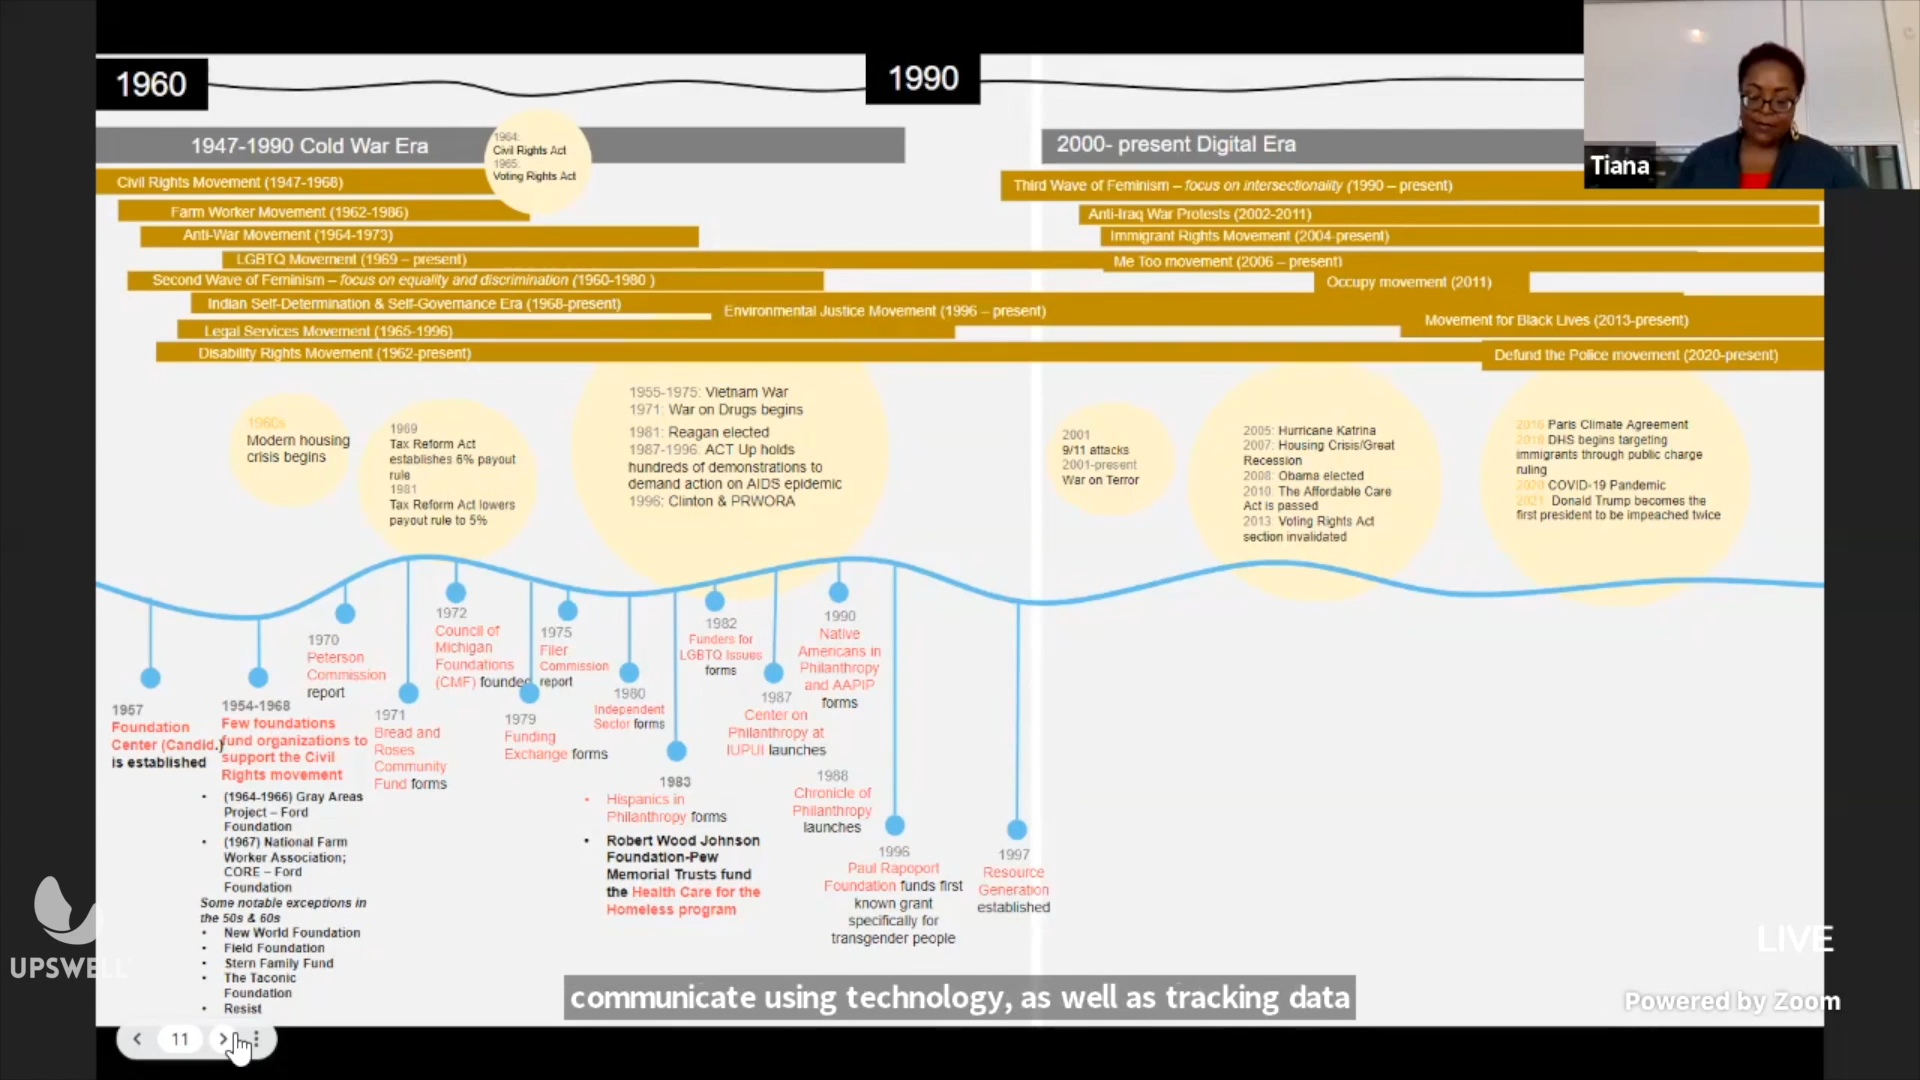 1960
1990
1947-1990 Cold War Era
2000- present Digital Era
1964:
Civil Rights Act
1965:
Voting Rights Act
Tiana
Civil Rights Movement (1947-1968)
Farm Worker Movement (1962-1986)
Anti-War Movement (1964-1973)
LGBTQ Movement (1969 – present)
Second Wave of Feminism – focus on equality and discrimination (1960-1980 )
Indian Self-Determination & Self-Governance Era (1968-present)
Legal Services Movement (1965-1996)
Disability Rights Movement (1962-present)
Environmental Justice Movement (1996 – present)
Third Wave of Feminism – focus on intersectionality (1990 – present)
Anti-Iraq War Protests (2002-2011)
Immigrant Rights Movement (2004-present)
Me Too movement (2006 – present)
Occupy movement (2011)
Movement for Black Lives (2013-present)
Defund the Police movement (2020-present)
1960s
Modern housing
crisis begins
1969
Tax Reform Act
establishes 6% payout
rule
1981
Tax Reform Act lowers
payout rule to 5%
1955-1975: Vietnam War
1971: War on Drugs begins
1981: Reagan elected
1987-1996: ACT Up holds
hundreds of demonstrations to
demand action on AIDS epidemic
1996: Clinton & PRWORA
2001
9/11 attacks
2001-present
War on Terror
2005: Hurricane Katrina
2007: Housing Crisis/Great
Recession
2008: Obama elected
2010: The Affordable Care
Act is passed
2013: Voting Rights Act
section invalidated
2016 Paris Climate Agreement
2018 DHS begins targeting
immigrants through public charge
ruling
2020 COVID-19 Pandemic
2021: Donald Trump becomes the
first president to be impeached twice
1957
Foundation
Center (Candid.)
is established
1954-1968
Few foundations
fund organizations to
support the Civil
Rights movement
• (1964-1966) Gray Areas
Project – Ford
Foundation
• (1967) National Farm
Worker Association;
CORE – Ford
Foundation
Some notable exceptions in
the 50s & 60s
• New World Foundation
• Field Foundation
• Stern Family Fund
• The Taconic
Foundation
• Resist
1970
Peterson
Commission
report
1971
Bread and
Roses
Community
Fund forms
1972
Council of
Michigan
Foundations
(CMF) founded
1975
Filer
Commission
report
1979
Funding
Exchange forms
1980
Independent
Sector forms
1982
Funders for
LGBTQ Issues
forms
1983
• Hispanics in
Philanthropy forms
• Robert Wood Johnson
Foundation-Pew
Memorial Trusts fund
the Health Care for the
Homeless program
1987
Center on
Philanthropy at
IUPUI launches
1988
Chronicle of
Philanthropy
launches
1990
Native
Americans in
Philanthropy
and AAPIP
forms
1996
Paul Rapoport
Foundation funds first
known grant
specifically for
transgender people
1997
Resource
Generation
established
UPSWELL
LIVE
communicate using technology, as well as tracking data
Powered by Zoom
11